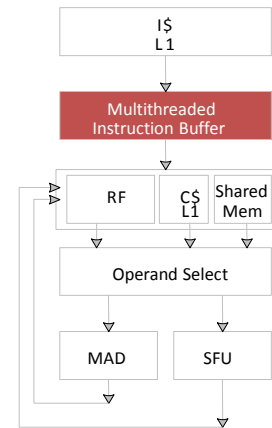 I$
L1
Multithreaded
Instruction Buffer
RF
C$
L1
Shared
Mem
Operand Select
MAD
SFU